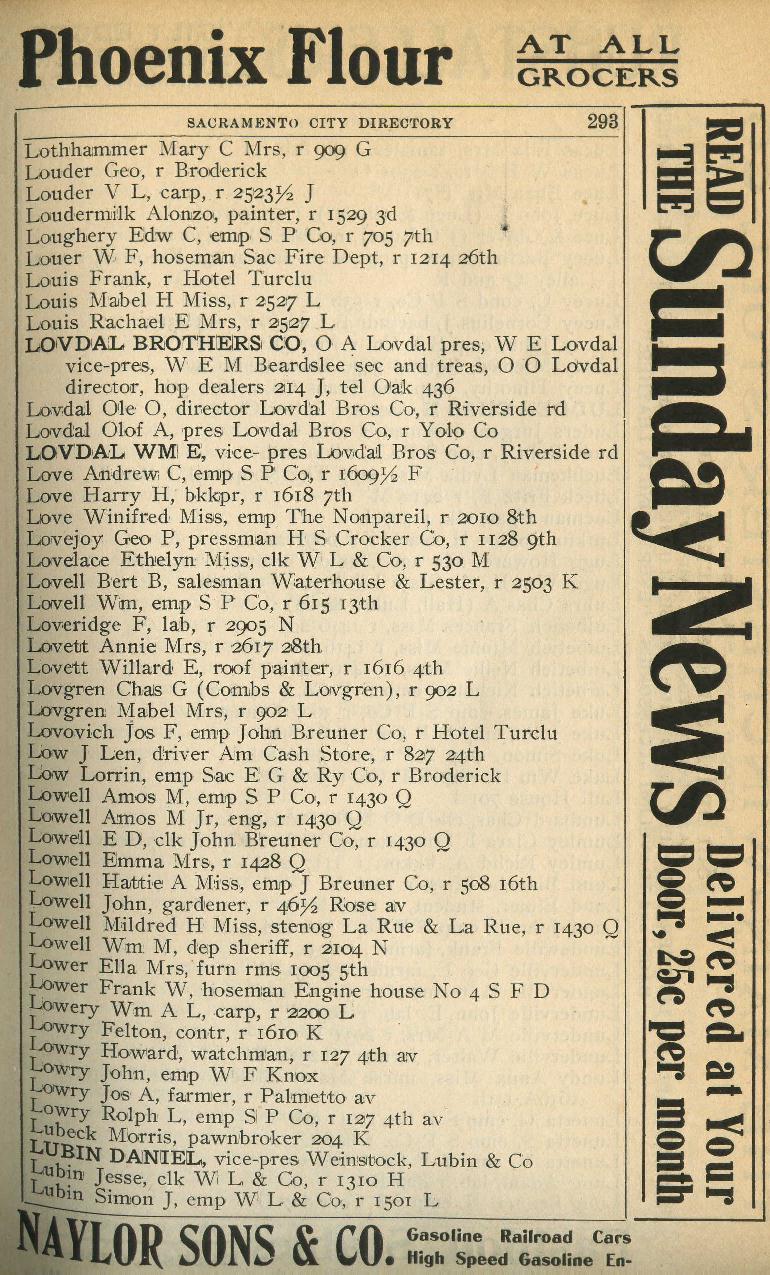 Phoenix Flour AT ALL GROCERS
SACRAMENTO CITY DIRECTORY 293
Lothhammer Mary C Mrs, r 909 G
Louder Geo, r Broderick
Louder V L, carp, r 2523½ J
Loudermilk Alonzo, painter, r 1529 3d
Loughery Edw C, emp S P Co, r 705 7th
Louer W F, hoseman Sac Fire Dept, r 1214 26th
Louis Frank, r Hotel Turclu
Louis Mabel H Miss, r 2527 L
Louis Rachael E Mrs, r 2527 L
LOVDAL BROTHERS CO, O A Lovdal pres, W E Lovdal
vice-pres, W E M Beardslee sec and treas, O O Lovdal
director, hop dealers 214 J, tel Oak 436
Lovdal Ole O, director Lovdal Bros Co, r Riverside rd
Lovdal Olof A, pres Lovdal Bros Co, r Yolo Co
LOVDAL WM E, vice- pres Lovdal Bros Co, r Riverside rd
Love Andrew C, emp S P Co, r 1609½ F
Love Harry H, bkkpr, r 1618 7th
Love Winifred Miss, emp The Nonpareil, r 2010 8th
Lovejoy Geo P, pressman H S Crocker Co, r 1128 9th
Lovelace Ethelyn Miss, clk W L & Co, r 530 M
Lovell Bert B, salesman Waterhouse & Lester, r 2503 K
Lovell Wm, emp S P Co, r 615 13th
Loveridge F, lab, r 2905 N
Lovett Annie Mrs, r 2617 28th
Lovett Willard E, roof painter, r 1616 4th
Lovgren Chas G (Combs & Lovgren), r 902 L
Lovgren Mabel Mrs, r 902 L
Lovovich Jos F, emp John Breuner Co, r Hotel Turclu
Low J Len, driver Am Cash Store, r 827 24th
Low Lorrin, emp Sac E G & Ry Co, r Broderick
Lowell Amos M, emp S P Co, r 1430 Q
Lowell Amos M Jr, eng, r 1430 Q
Lowell E D, clk John Breuner Co, r 1430 Q
Lowell Emma Mrs, r 1428 Q
Lowell Hattie A Miss, emp J Breuner Co, r 508 16th
Lowell John, gardener, r 46½ Rose av
Lowell Mildred H Miss, stenog La Rue & La Rue, r 1430 Q
Lowell Wm M, dep sheriff, r 2104 N
Lower Ella Mrs, furn rms 1005 5th
Lower Frank W, hoseman Engine house No 4 S F D
Lowery Wm A L, carp, r 2200 L
Lowry Felton, contr, r 1610 K
Lowry Howard, watchman, r 127 4th av
Lowry John, emp W F Knox
Lowry Jos A, farmer, r Palmetto av
Lowry Rolph L, emp S P Co, r 127 4th av
Lubeck Morris, pawnbroker 204 K
LUBIN DANIEL, vice-pres Weinstock, Lubin & Co
Lubin Jesse, clk W L & Co, r 1310 H
Lubin Simon J, emp W L & Co, r 1501 L
READ
THE
Sunday News
Delivered at Your
Door, 25c per month
NAYLOR SONS & CO. Gasoline Railroad Cars
High Speed Gasoline En-